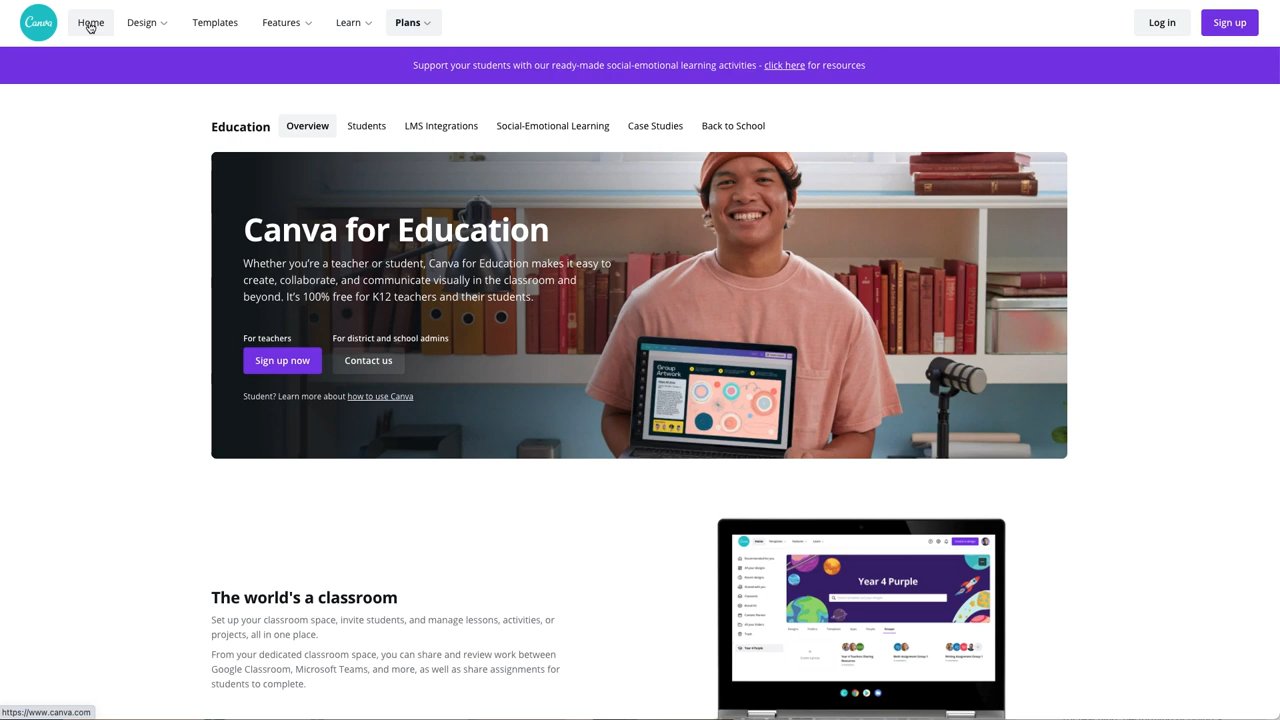 Canva
Home
Design
Templates
Features
Learn
Plans
Log in
Sign up
Support your students with our ready-made social-emotional learning activities - click here for resources
Education
Overview
Students
LMS Integrations
Social-Emotional Learning
Case Studies
Back to School
Canva for Education
Whether you're a teacher or student, Canva for Education makes it easy to
create, collaborate, and communicate visually in the classroom and
beyond. It's 100% free for K12 teachers and their students.
For teachers
For district and school admins
Sign up now
Contact us
Student? Learn more about how to use Canva
Group
Artwork
The world's a classroom
Set up your classroom space, invite students, and manage lessons, activities, or
projects, all in one place.
From your dedicated classroom space, you can share and review work between
Google Classroom, Microsoft Teams, and more, as well as share assignments for
students to complete.
Year 4 Purple
Year 4 Purple
https://www.canva.com